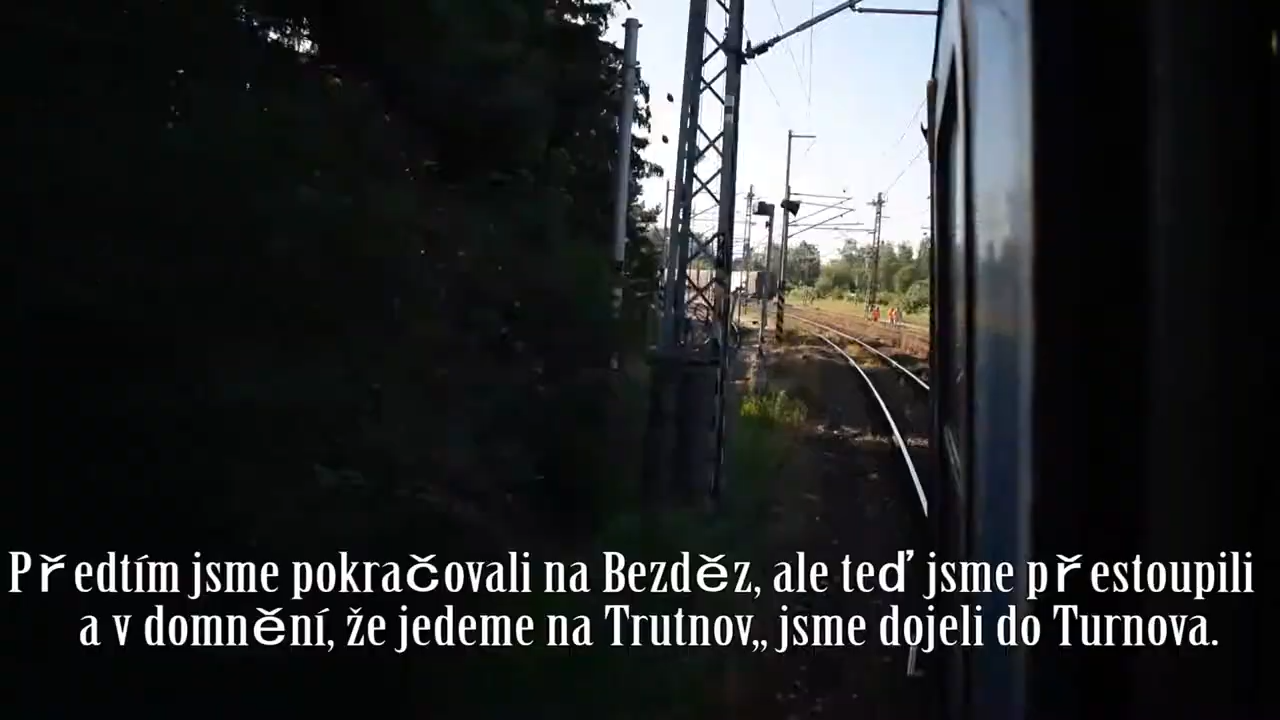 Předtím jsme pokračovali na Bezděz, ale teď jsme přestoupili
a v domnění, že jedeme na Trutnov,, jsme dojeli do Turnova.